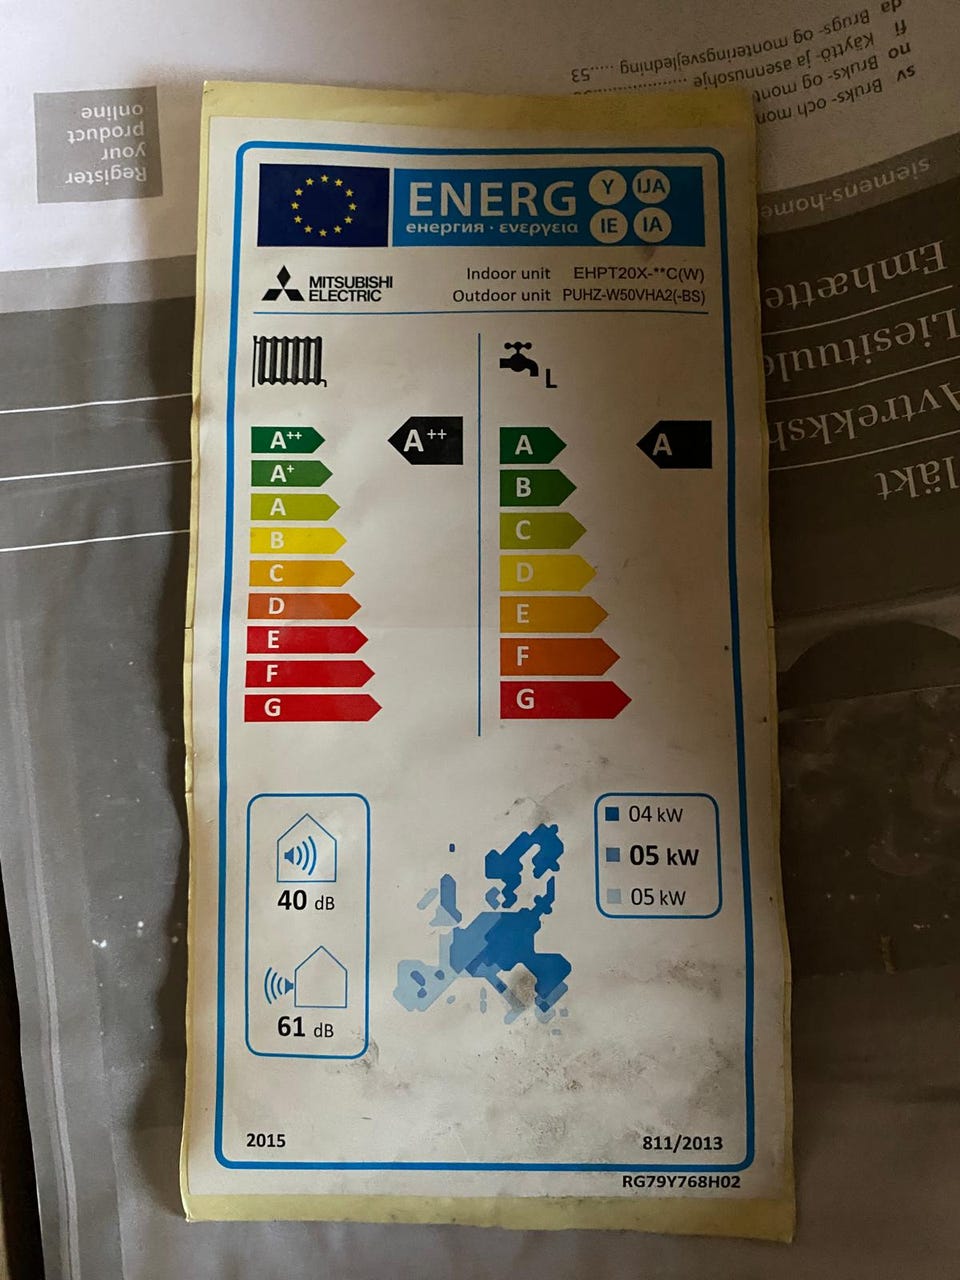 da Brugs- og monteringsvejledning .....53
fi Käyttö- ja asennusohje
no Bruks- og mont
sv Bruks- och mon
Register
your
product
online
siemens-home
Emhætte
Liesituule
Avtrekksh
läkt
ENERG
енергия · ενεργεια
Y IJA
IE IA
MITSUBISHI
ELECTRIC
Indoor unit EHPT20X-**C(W)
Outdoor unit PUHZ-W50VHA2(-BS)
L
A++ A++
A+
A
B
C
D
E
F
G
A A
B
C
D
E
F
G
40 dB
61 dB
04 kW
05 kW
05 kW
2015
811/2013
RG79Y768H02